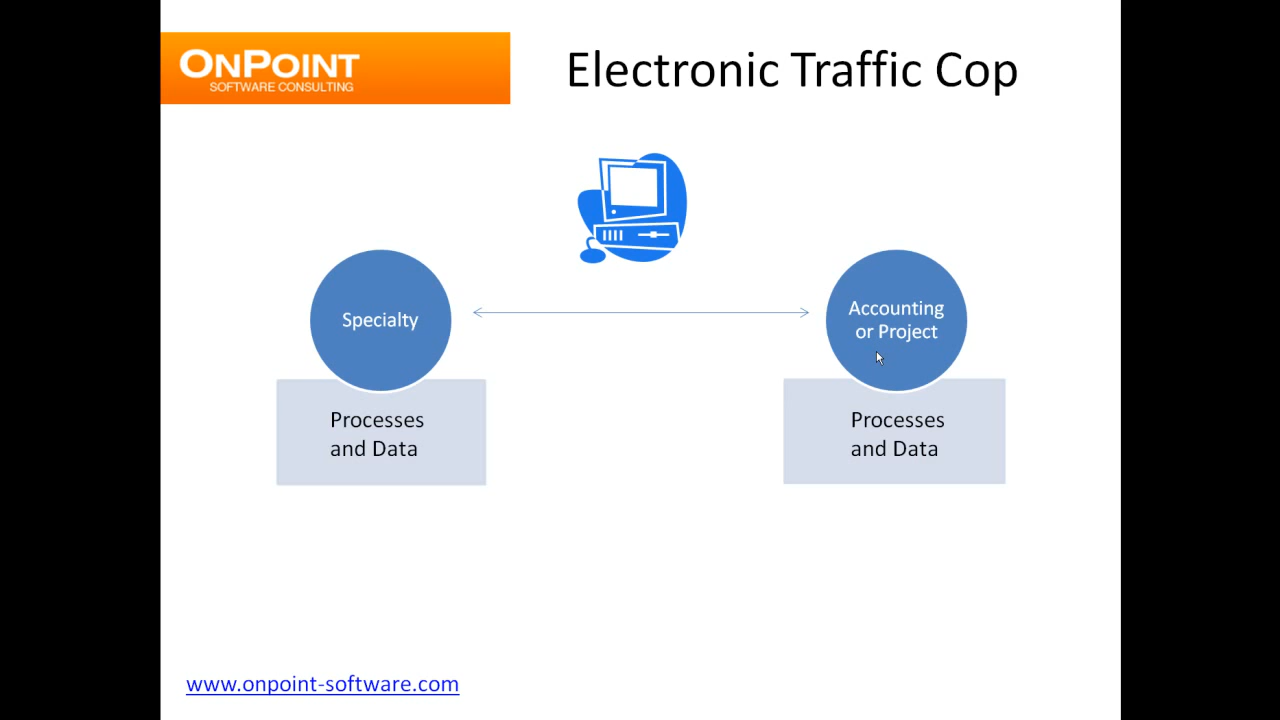 ONPOINT
SOFTWARE CONSULTING
Electronic Traffic Cop
Specialty
Accounting
or Project
Processes
and Data
Processes
and Data
www.onpoint-software.com